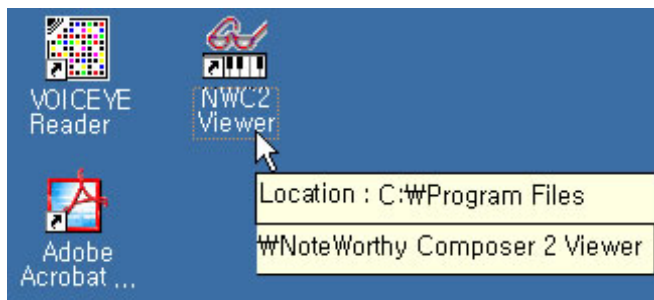 VOICEYE
Reader
NWC2
Viewer
Location : C:₩Program Files
₩NoteWorthy Composer 2 Viewer
Adobe
Acrobat ...